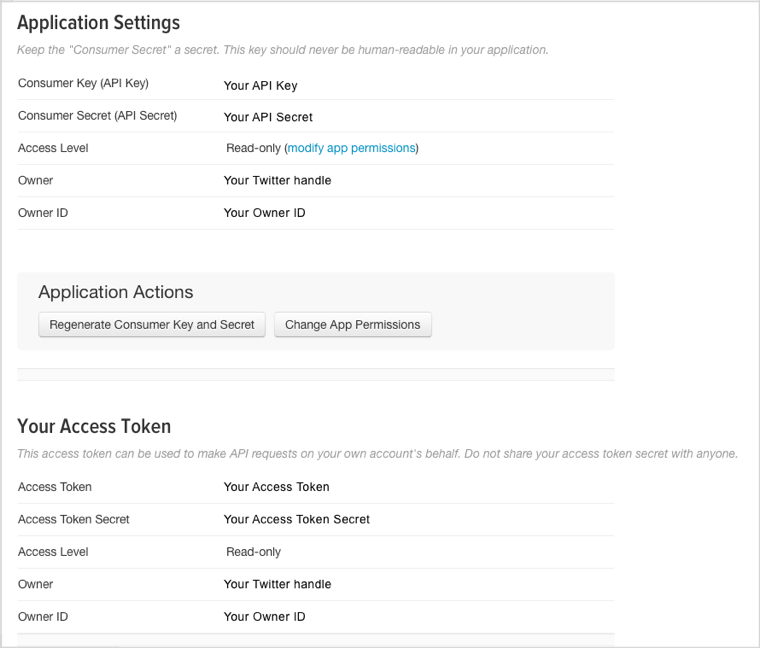 Application Settings
Keep the "Consumer Secret" a secret. This key should never be human-readable in your application.
Consumer Key (API Key) Your API Key
Consumer Secret (API Secret) Your API Secret
Access Level Read-only (modify app permissions)
Owner Your Twitter handle
Owner ID Your Owner ID
Application Actions
Regenerate Consumer Key and Secret Change App Permissions
Your Access Token
This access token can be used to make API requests on your own account's behalf. Do not share your access token secret with anyone.
Access Token Your Access Token
Access Token Secret Your Access Token Secret
Access Level Read-only
Owner Your Twitter handle
Owner ID Your Owner ID